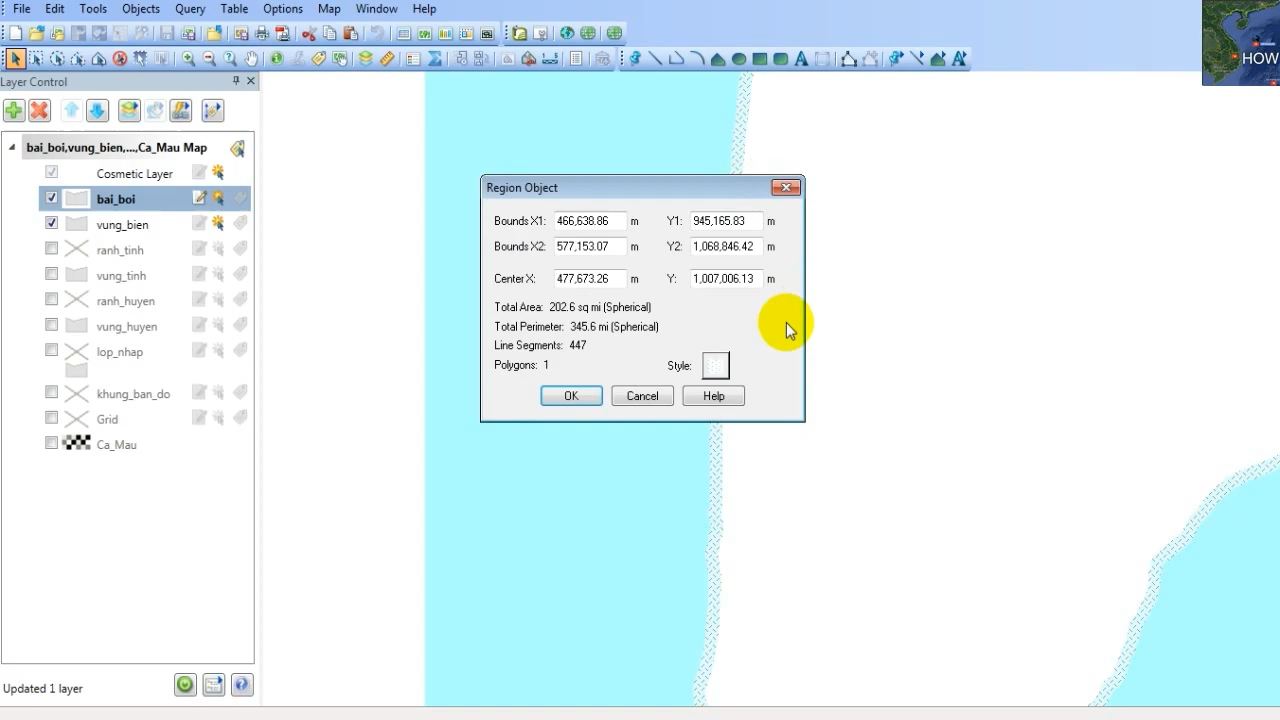 File Edit Tools Objects Query Table Options Map Window Help
HOW
Layer Control
bai_boi,vung_bien,...,Ca_Mau Map
Cosmetic Layer
bai_boi
vung_bien
ranh_tinh
vung_tinh
ranh_huyen
vung_huyen
lop_nhap
khung_ban_do
Grid
Ca_Mau
Updated 1 layer
Region Object
Bounds X1: 466,638.86 m Y1: 945,165.83 m
Bounds X2: 577,153.07 m Y2: 1,068,846.42 m
Center X: 477,673.26 m Y: 1,007,006.13 m
Total Area: 202.6 sq mi (Spherical)
Total Perimeter: 345.6 mi (Spherical)
Line Segments: 447
Polygons: 1 Style:
OK Cancel Help